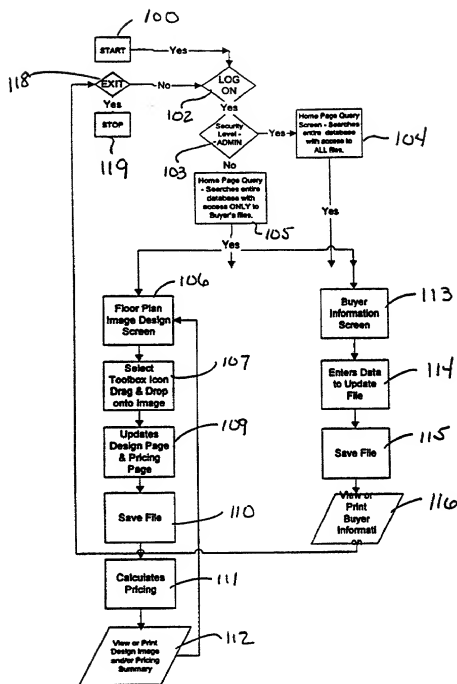 100
START
Yes
118
EXIT
No
LOG
ON
102
Yes
Yes
STOP
119
Security
Level -
-ADMIN
103
Yes
Home Page Query
Screen - Searches
entire database
with access to
ALL files.
104
No
Home Page Query
- Searches entire
database with
access ONLY to
Buyer's files.
105
Yes
Yes
106
Floor Plan
Image Design
Screen
107
Select
Toolbox Icon
Drag & Drop
onto Image
109
Updates
Design Page
& Pricing
Page
Save File
110
Calculates
Pricing
111
View or Print
Design Image
and/or Pricing
Summary
112
Buyer
Information
Screen
113
Enters Data
to Update
File
114
Save File
115
View or
Print
Buyer
Informati
116